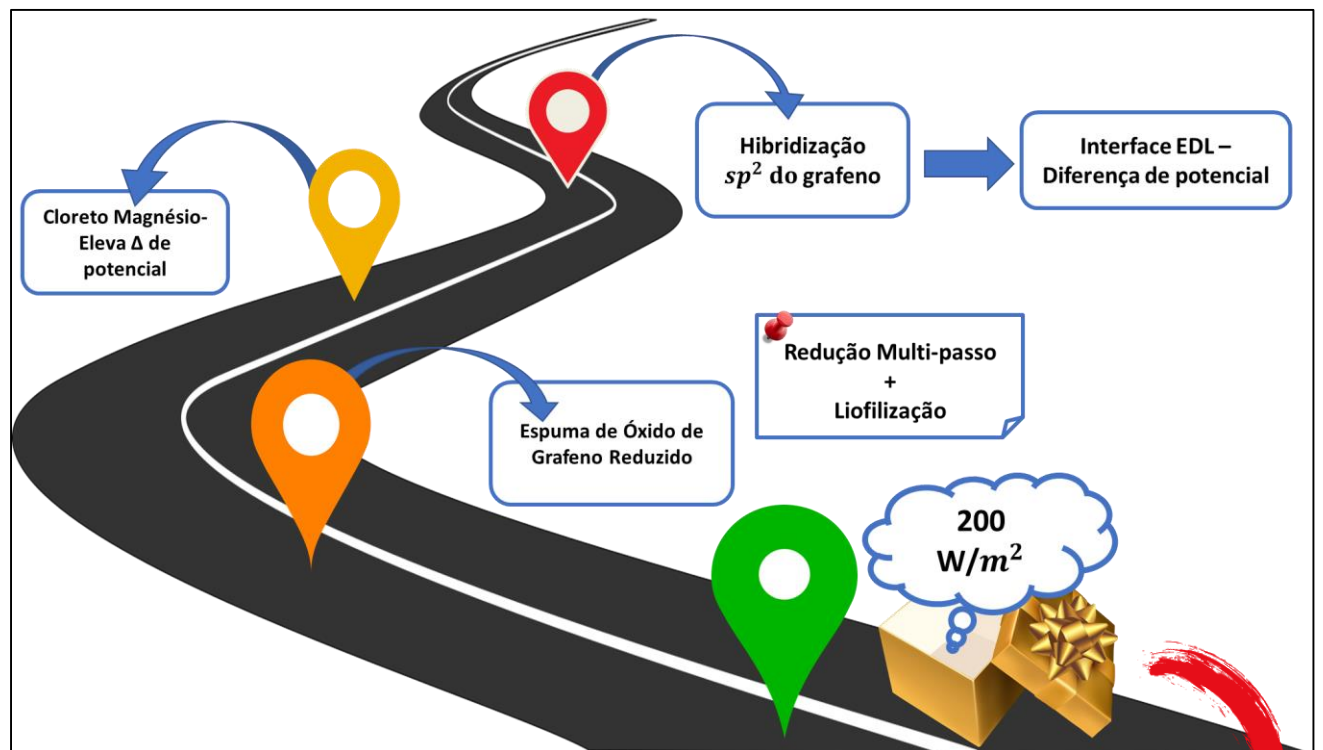 Hibridização
sp² do grafeno
Interface EDL –
Diferença de potencial
Cloreto Magnésio-
Eleva Δ de
potencial
Redução Multi-passo
+
Liofilização
Espuma de Óxido de
Grafeno Reduzido
200
W/m²